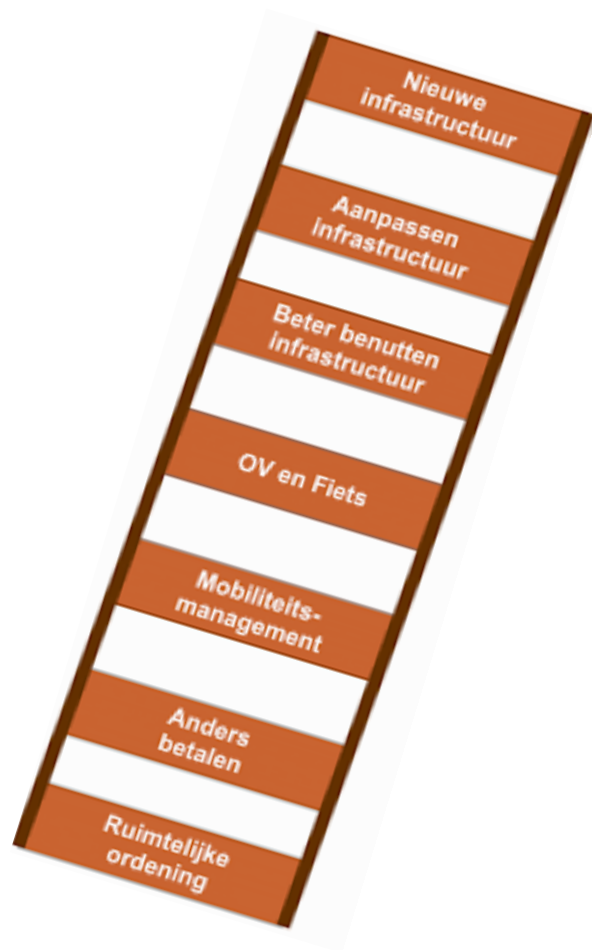 Nieuwe
infrastructuur
Aanpassen
infrastructuur
Beter benutten
infrastructuur
OV en Fiets
Mobiliteits-
management
Anders
betalen
Ruimtelijke
ordening